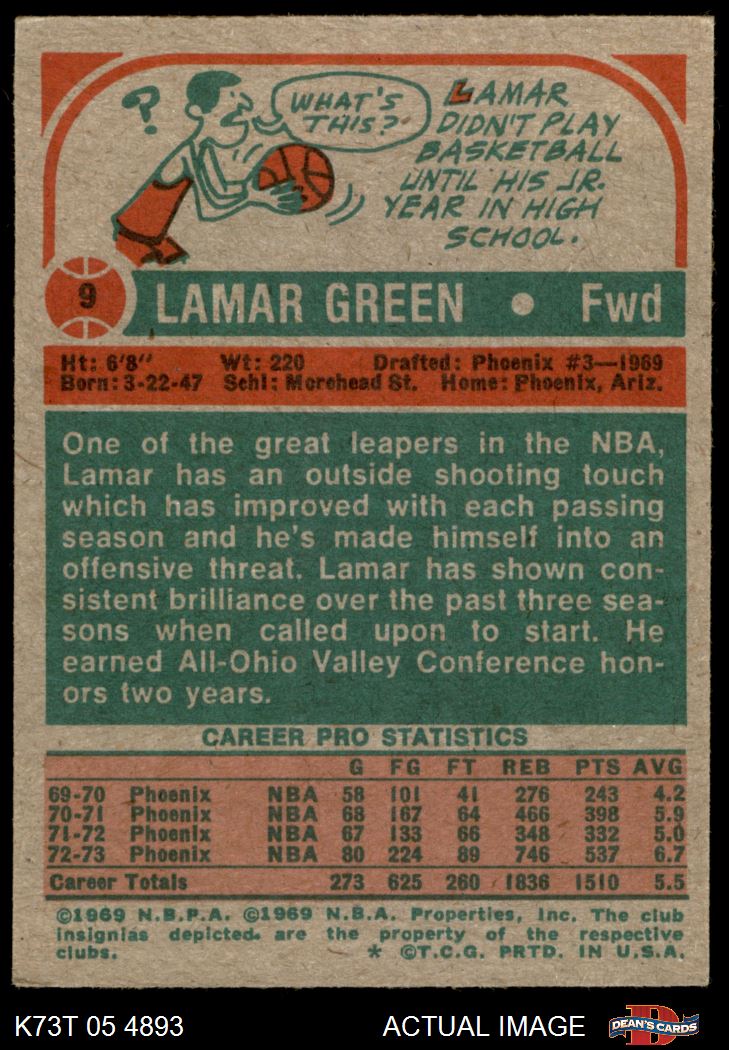 ?
WHAT'S
THIS?
LAMAR
DIDN'T PLAY
BASKETBALL
UNTIL HIS JR.
YEAR IN HIGH
SCHOOL.
9 LAMAR GREEN • Fwd
Ht: 6'8" Wt: 220 Drafted: Phoenix #3—1969
Born: 3-22-47 Schl: Morehead St. Home: Phoenix, Ariz.
One of the great leapers in the NBA,
Lamar has an outside shooting touch
which has improved with each passing
season and he's made himself into an
offensive threat. Lamar has shown con-
sistent brilliance over the past three sea-
sons when called upon to start. He
earned All-Ohio Valley Conference hon-
ors two years.
CAREER PRO STATISTICS
G FG FT REB PTS AVG
69-70 Phoenix NBA 58 101 41 276 243 4.2
70-71 Phoenix NBA 68 167 64 466 398 5.9
71-72 Phoenix NBA 67 133 66 348 332 5.0
72-73 Phoenix NBA 80 224 89 746 537 6.7
Career Totals 273 625 260 1836 1510 5.5
©1969 N.B.P.A. ©1969 N.B.A. Properties, Inc. The club
insignias depicted are the property of the respective
clubs. * ©T.C.G. PRTD. IN U.S.A.
K73T 05 4893 ACTUAL IMAGE DEAN'S CARDS